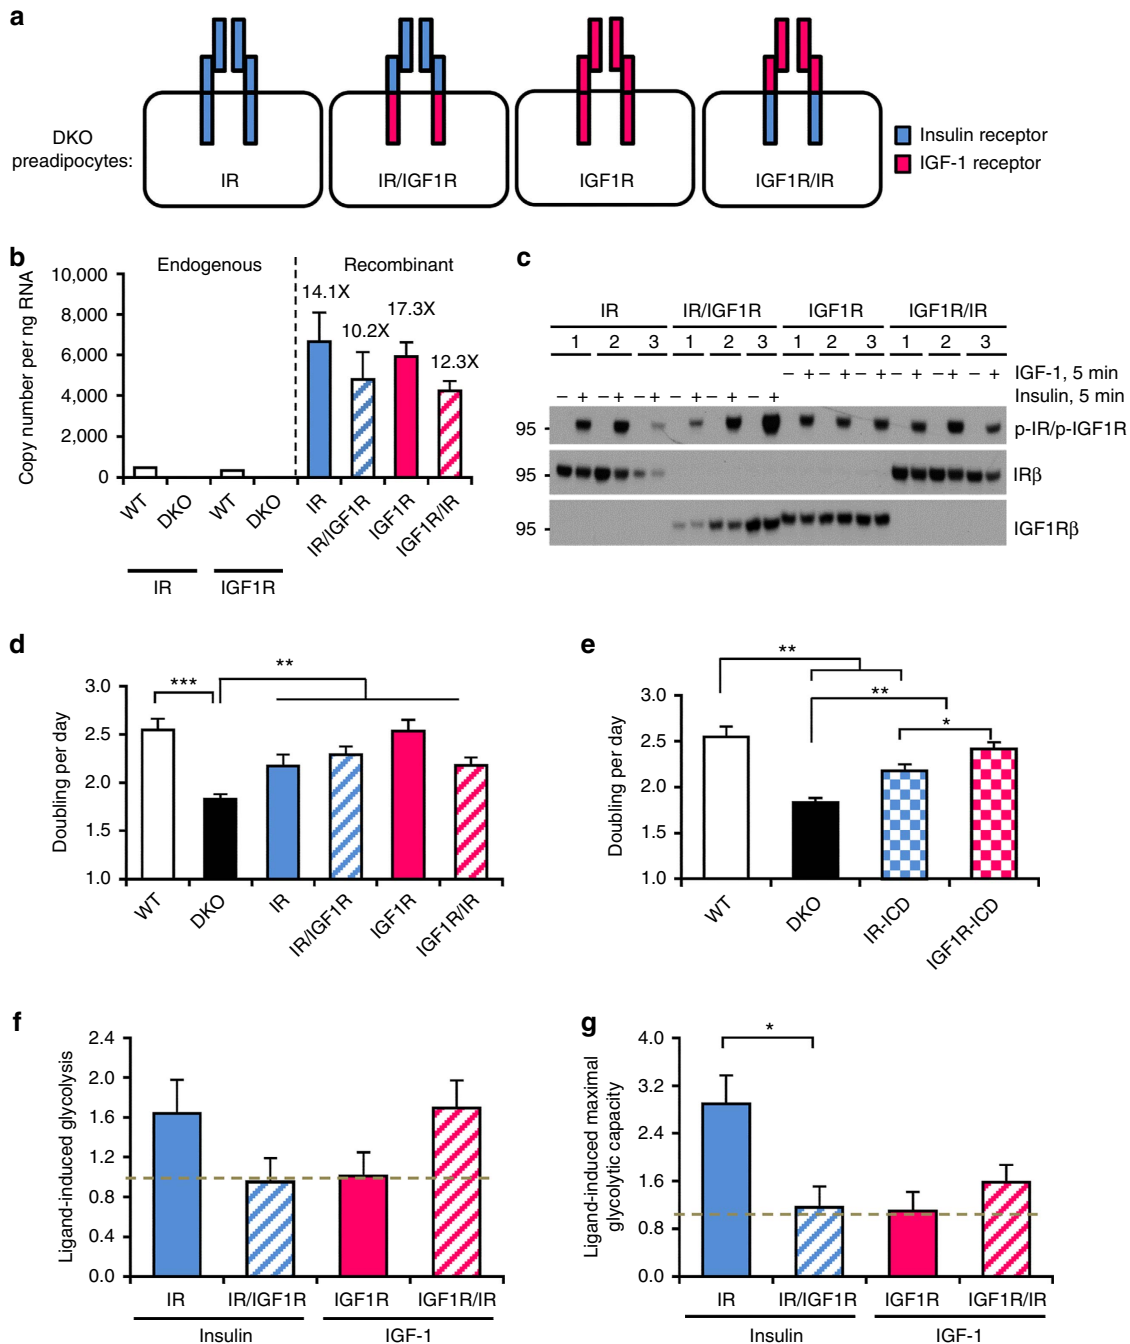 a
DKO
preadipocytes:
IR
IR/IGF1R
IGF1R
IGF1R/IR
Insulin receptor
IGF-1 receptor
b
Endogenous
Recombinant
Copy number per ng RNA
10,000
8,000
6,000
4,000
2,000
0
14.1X
10.2X
17.3X
12.3X
WT
DKO
WT
DKO
IR
IR/IGF1R
IGF1R
IGF1R/IR
IR
IGF1R
c
IR IR/IGF1R IGF1R IGF1R/IR
1 2 3 1 2 3 1 2 3 1 2 3
– + – + – + – + – + – + IGF-1, 5 min
– + – + – + – + – + – + Insulin, 5 min
95 p-IR/p-IGF1R
95 IRβ
95 IGF1Rβ
d
Doubling per day
3.0
2.5
2.0
1.5
1.0
***
**
WT
DKO
IR
IR/IGF1R
IGF1R
IGF1R/IR
e
Doubling per day
3.0
2.5
2.0
1.5
1.0
**
**
*
WT
DKO
IR-ICD
IGF1R-ICD
f
Ligand-induced glycolysis
2.4
2.0
1.6
1.2
0.8
0.4
0.0
IR IR/IGF1R IGF1R IGF1R/IR
Insulin IGF-1
g
Ligand-induced maximal
glycolytic capacity
4.0
3.2
2.4
1.6
0.8
0.0
*
IR IR/IGF1R IGF1R IGF1R/IR
Insulin IGF-1